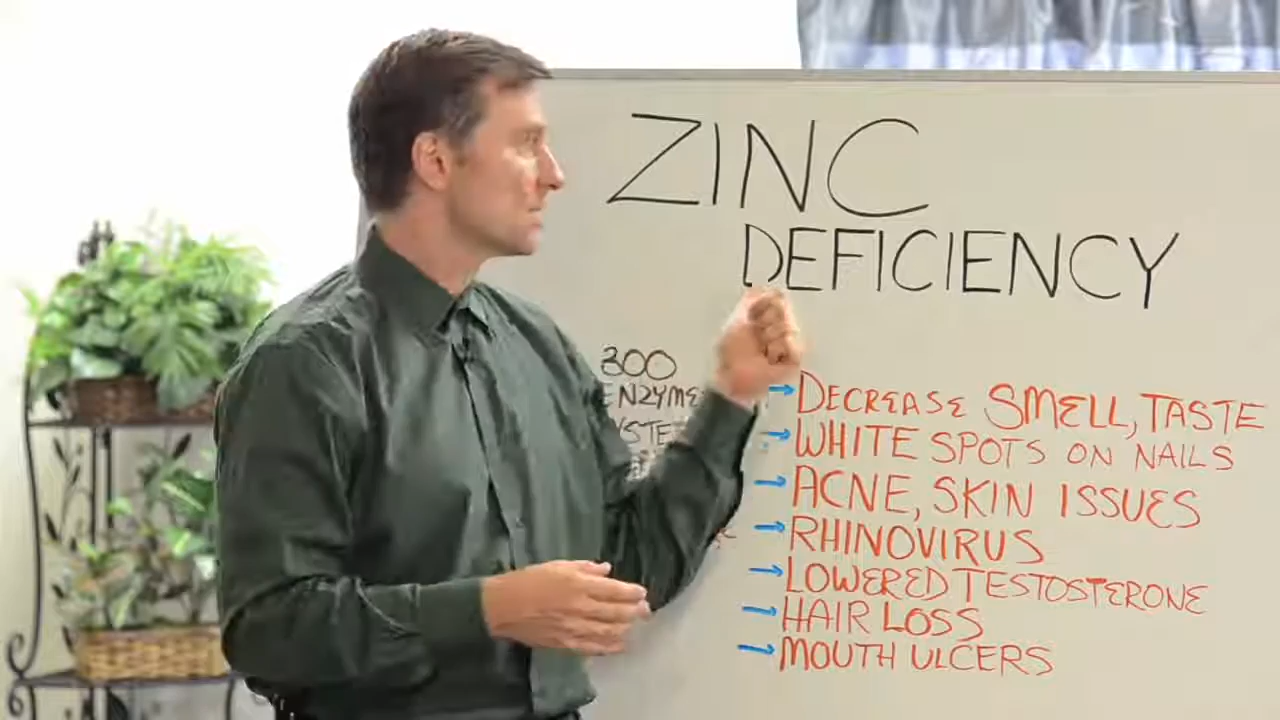 ZINC
DEFICIENCY
300
ENZYME
DECREASE SMELL, TASTE
WHITE SPOTS ON NAILS
ACNE, SKIN ISSUES
RHINOVIRUS
LOWERED TESTOSTERONE
HAIR LOSS
MOUTH ULCERS